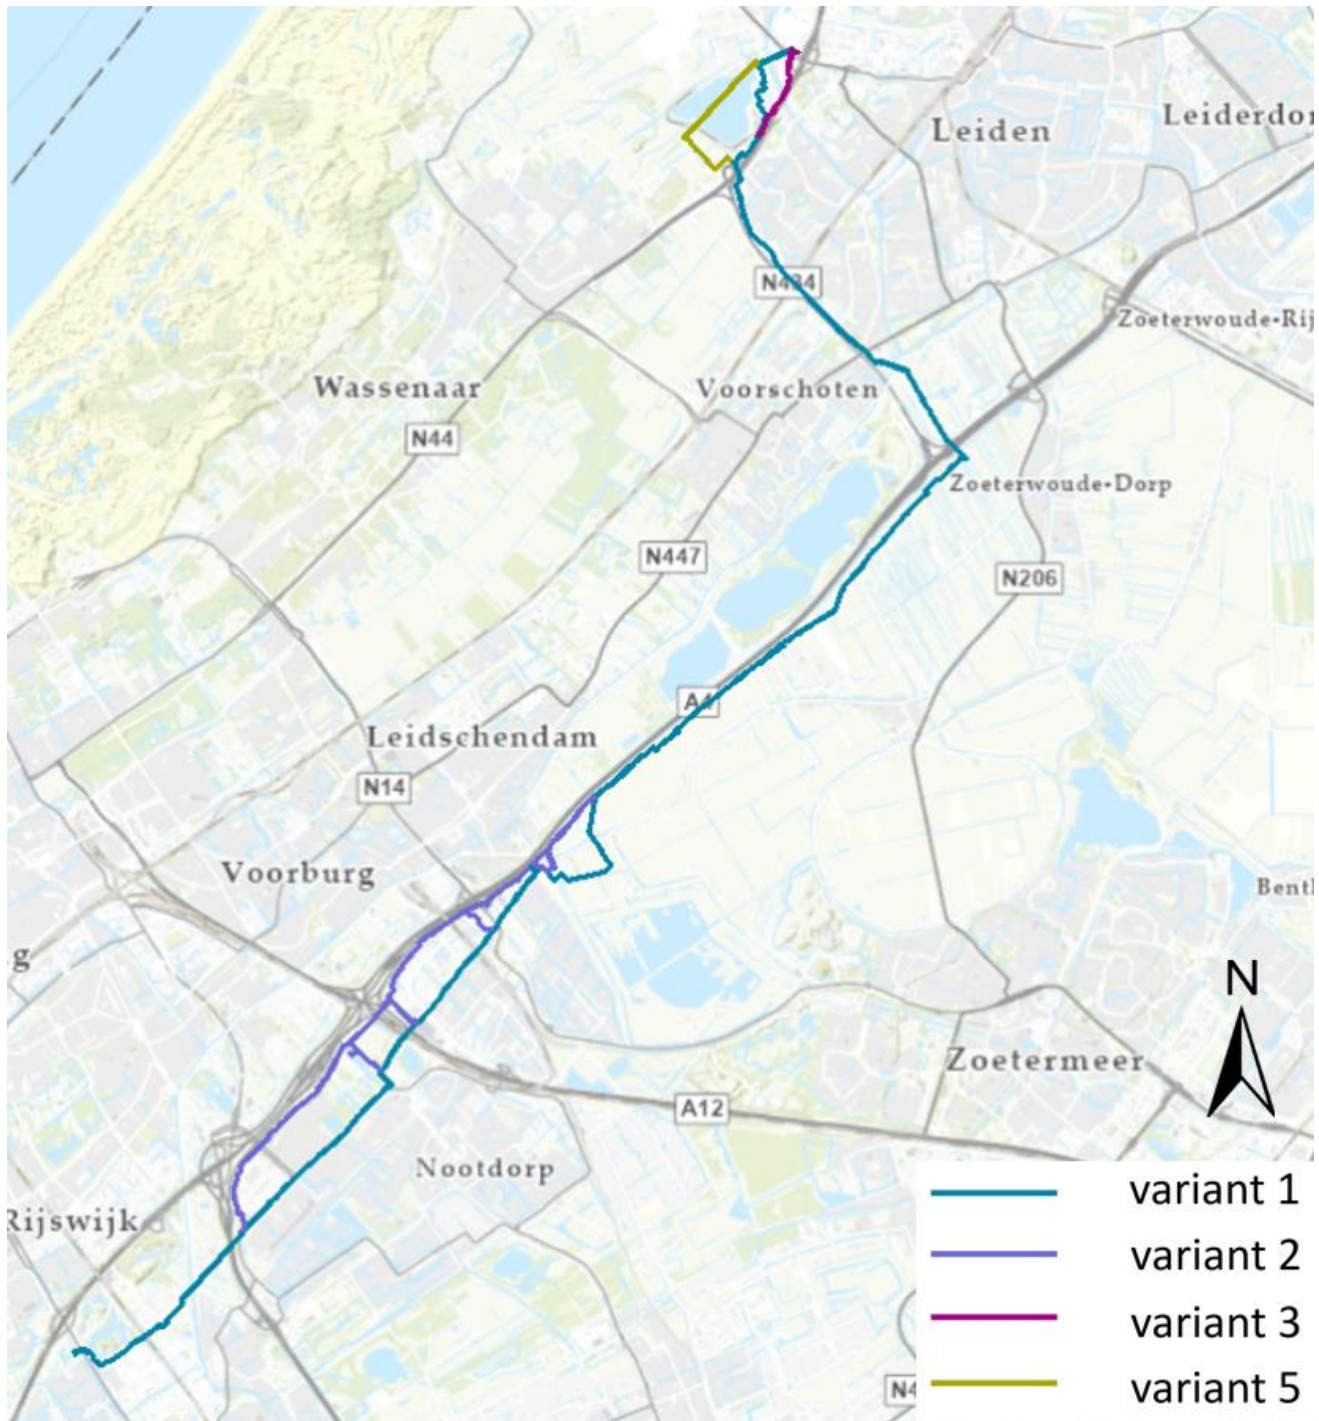 Leiden
Leiderdor
N434
Zoeterwoude-Rij
Wassenaar
Voorschoten
N44
Zoeterwoude-Dorp
N447
N206
A4
Leidschendam
N14
Voorburg
Bentl
g
N
Zoetermeer
A12
Nootdorp
Rijswijk
variant 1
variant 2
variant 3
N4
variant 5